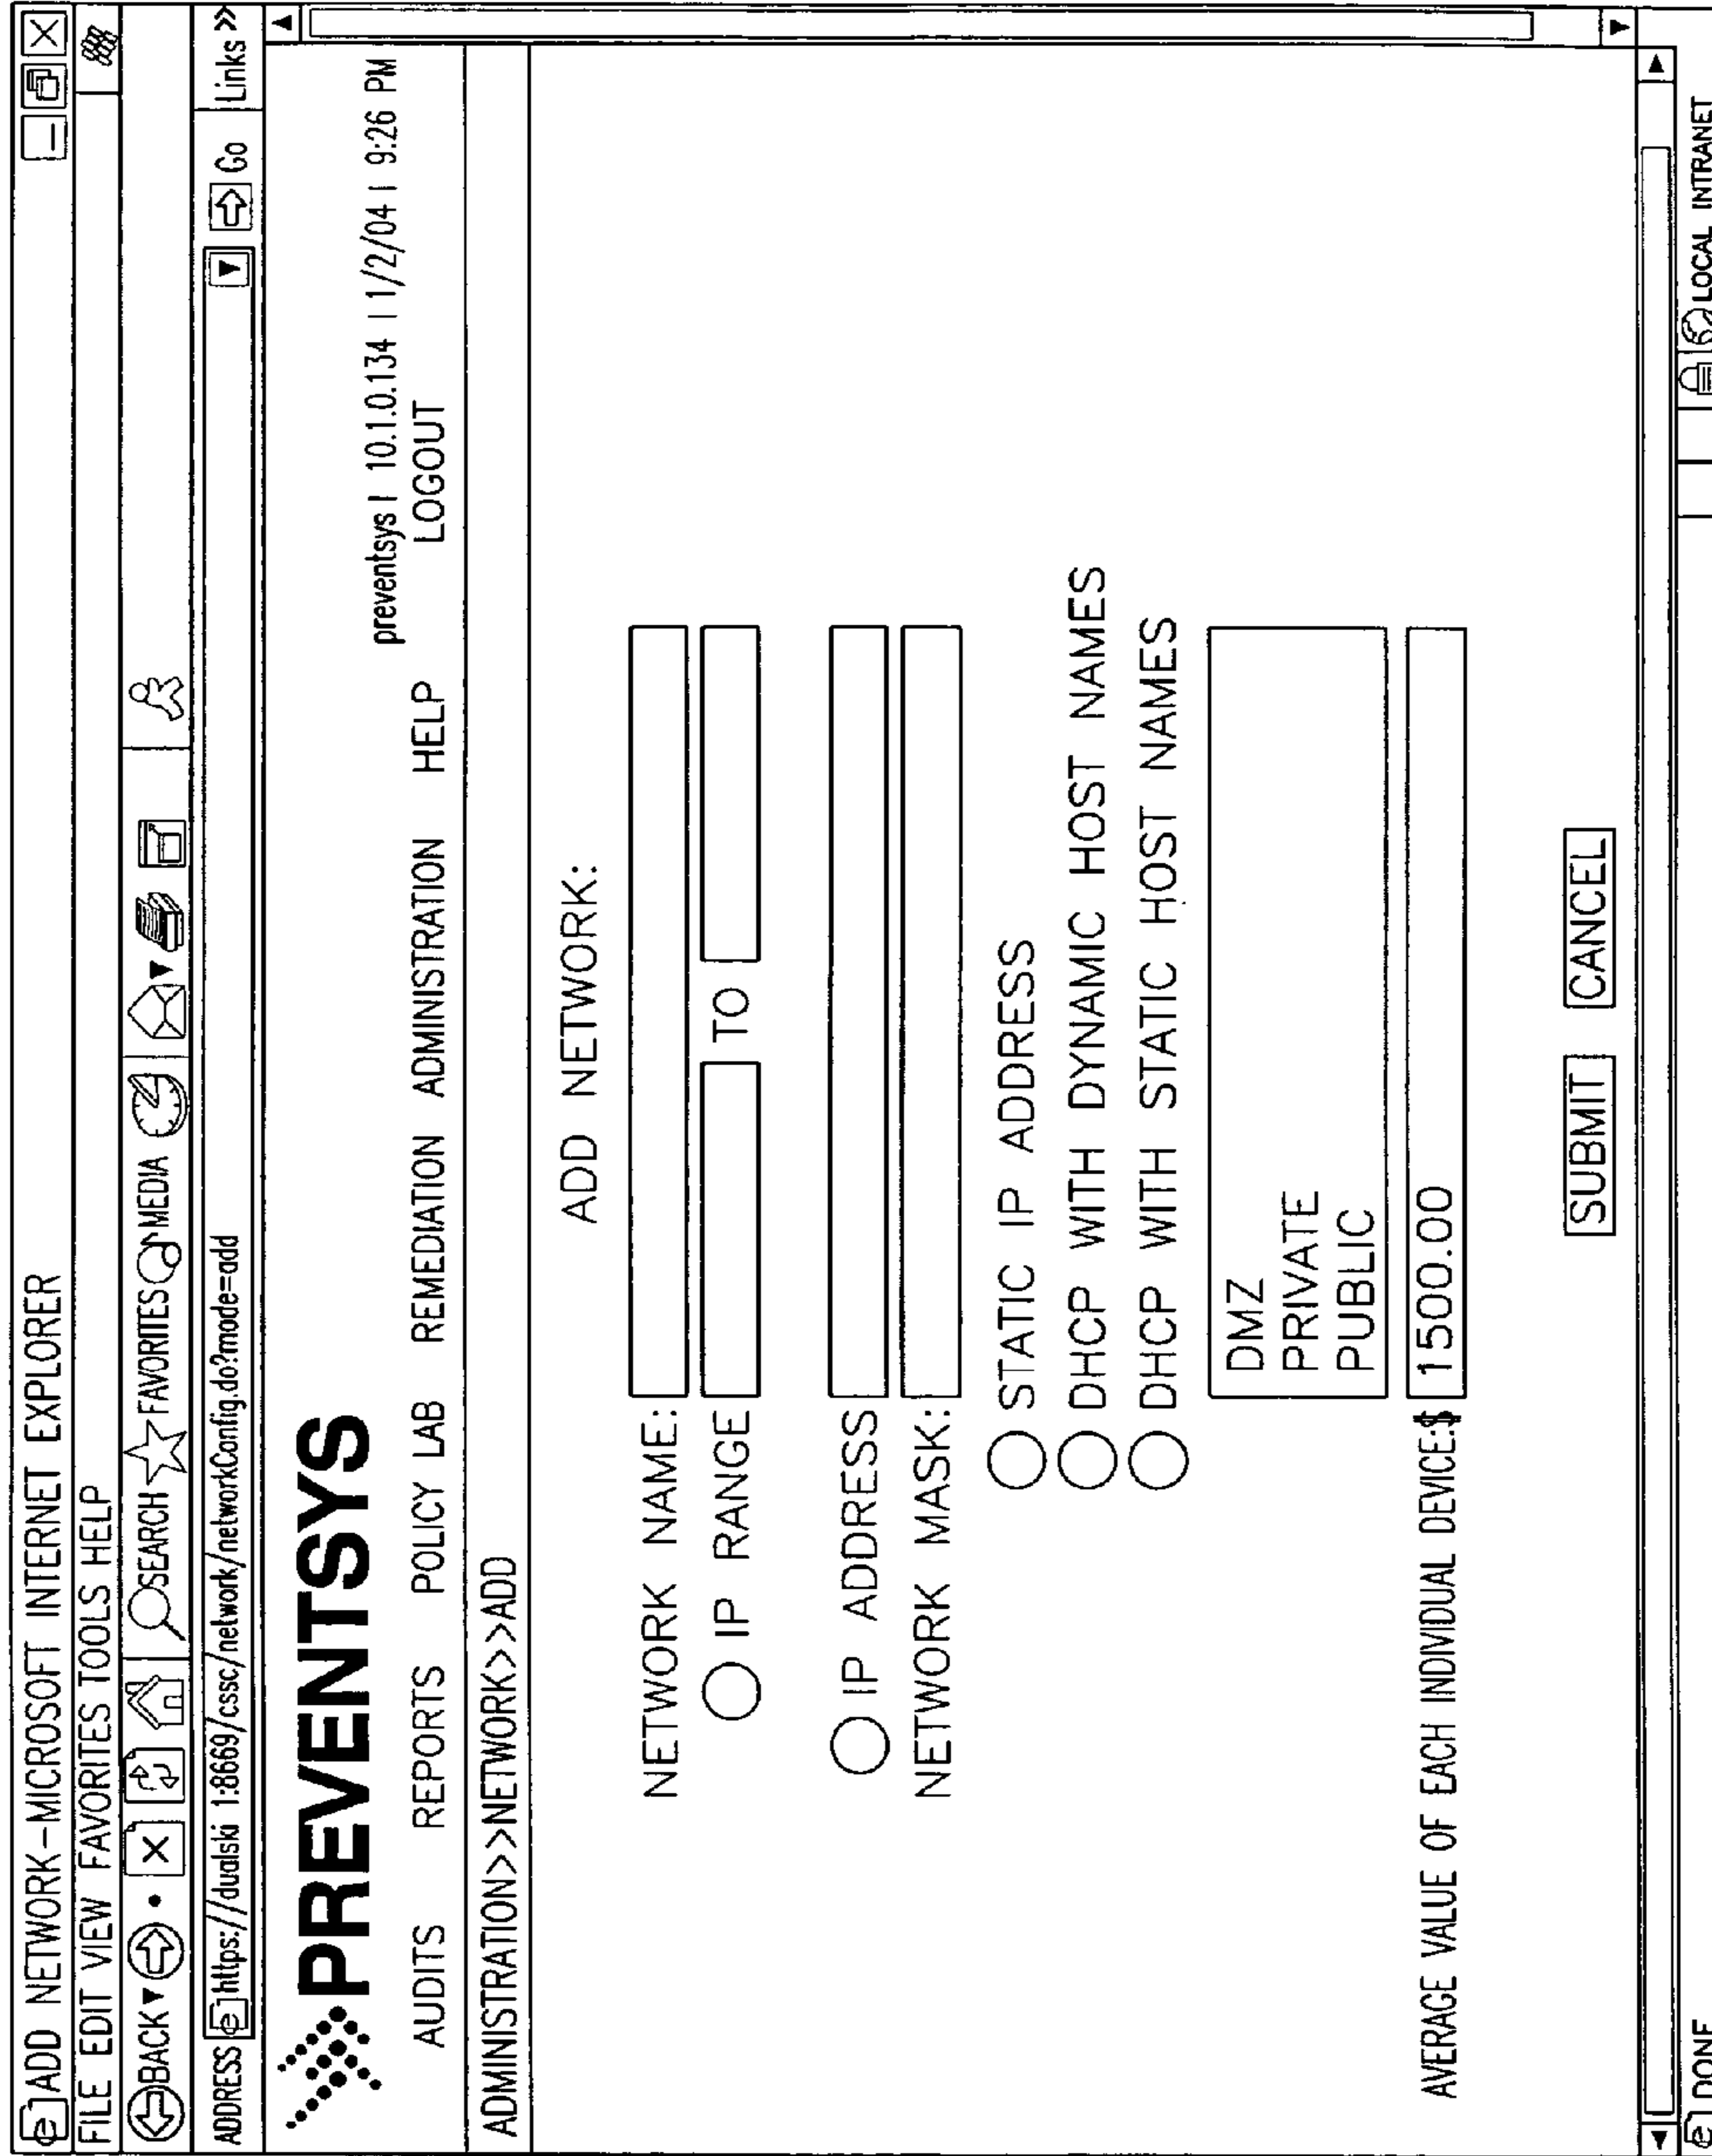 ADD NETWORK-MICROSOFT INTERNET EXPLORER
FILE EDIT VIEW FAVORITES TOOLS HELP
BACK SEARCH FAVORITES MEDIA
ADDRESS https://dualski 1:8669/cssc/network/networkConfig.do?mode=add Go Links >>
PREVENTSYS
preventsys | 10.1.0.134 | 1/2/04 | 9:26 PM
AUDITS REPORTS POLICY LAB REMEDIATION ADMINISTRATION HELP LOGOUT
ADMINISTRATION>>NETWORK>>ADD
ADD NETWORK:
NETWORK NAME:
IP RANGE TO
IP ADDRESS
NETWORK MASK:
STATIC IP ADDRESS
DHCP WITH DYNAMIC HOST NAMES
DHCP WITH STATIC HOST NAMES
DMZ
PRIVATE
PUBLIC
AVERAGE VALUE OF EACH INDIVIDUAL DEVICE:$ 1500.00
SUBMIT CANCEL
DONE LOCAL INTRANET